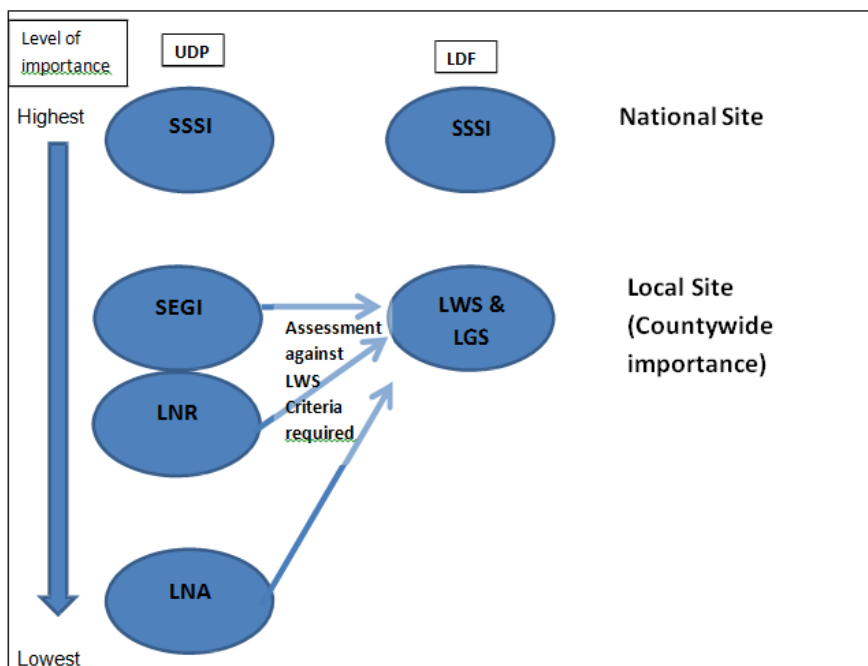 Level of
importance
UDP
LDF
Highest
SSSI
SSSI
National Site
SEGI
LWS &
LGS
Local Site
(Countywide
importance)
Assessment
against
LWS
Criteria
required
LNR
LNA
Lowest